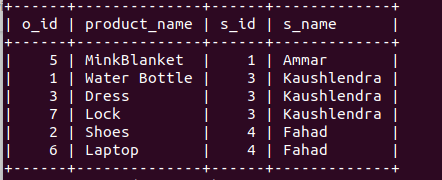 +------+--------------+------+-------------+
| o_id | product_name | s_id | s_name      |
+------+--------------+------+-------------+
|    5 | MinkBlanket  |    1 | Ammar       |
|    1 | Water Bottle |    3 | Kaushlendra |
|    3 | Dress        |    3 | Kaushlendra |
|    7 | Lock         |    3 | Kaushlendra |
|    2 | Shoes        |    4 | Fahad       |
|    6 | Laptop       |    4 | Fahad       |
+------+--------------+------+-------------+